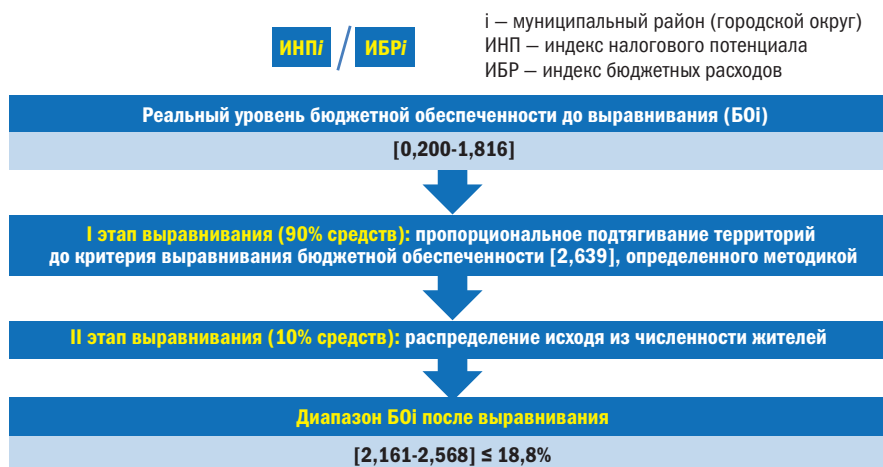 ИНПi / ИБРi
i – муниципальный район (городской округ)
ИНП – индекс налогового потенциала
ИБР – индекс бюджетных расходов
Реальный уровень бюджетной обеспеченности до выравнивания (БОi)
[0,200-1,816]
I этап выравнивания (90% средств): пропорциональное подтягивание территорий
до критерия выравнивания бюджетной обеспеченности [2,639], определенного методикой
II этап выравнивания (10% средств): распределение исходя из численности жителей
Диапазон БОi после выравнивания
[2,161-2,568] ≤ 18,8%